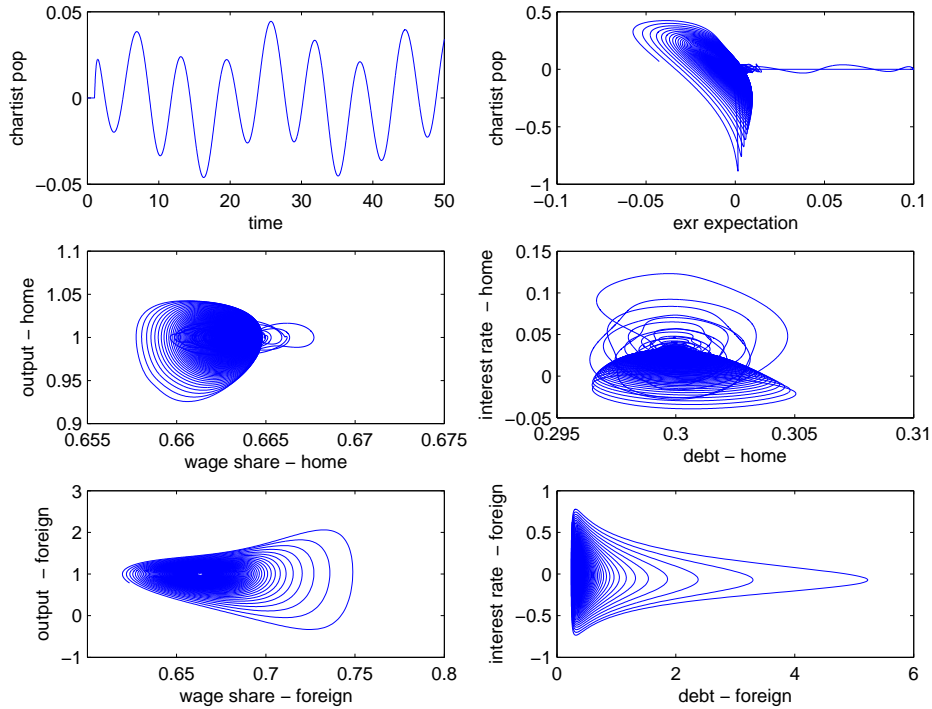 0.05
0
−0.05
0 10 20 30 40 50
time
chartist pop
0.5
0
−0.5
−1
−0.1 −0.05 0 0.05 0.1
exr expectation
chartist pop
1.1
1.05
1
0.95
0.9
0.655 0.66 0.665 0.67 0.675
wage share − home
output − home
0.15
0.1
0.05
0
−0.05
0.295 0.3 0.305 0.31
debt − home
interest rate − home
3
2
1
0
−1
0.65 0.7 0.75 0.8
wage share − foreign
output − foreign
1
0.5
0
−0.5
−1
0 2 4 6
debt − foreign
interest rate − foreign